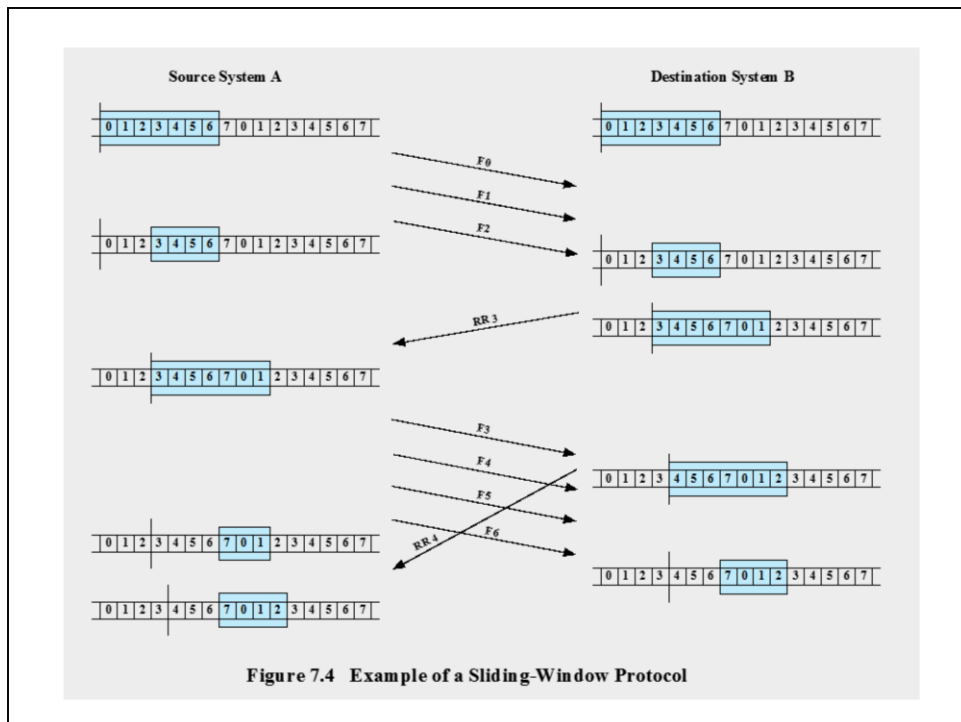 Source System A
Destination System B
0 1 2 3 4 5 6 7 0 1 2 3 4 5 6 7
0 1 2 3 4 5 6 7 0 1 2 3 4 5 6 7
F0
F1
F2
0 1 2 3 4 5 6 7 0 1 2 3 4 5 6 7
0 1 2 3 4 5 6 7 0 1 2 3 4 5 6 7
RR 3
0 1 2 3 4 5 6 7 0 1 2 3 4 5 6 7
0 1 2 3 4 5 6 7 0 1 2 3 4 5 6 7
F3
F4
0 1 2 3 4 5 6 7 0 1 2 3 4 5 6 7
F5
F6
RR 4
0 1 2 3 4 5 6 7 0 1 2 3 4 5 6 7
0 1 2 3 4 5 6 7 0 1 2 3 4 5 6 7
0 1 2 3 4 5 6 7 0 1 2 3 4 5 6 7
Figure 7.4 Example of a Sliding-Window Protocol